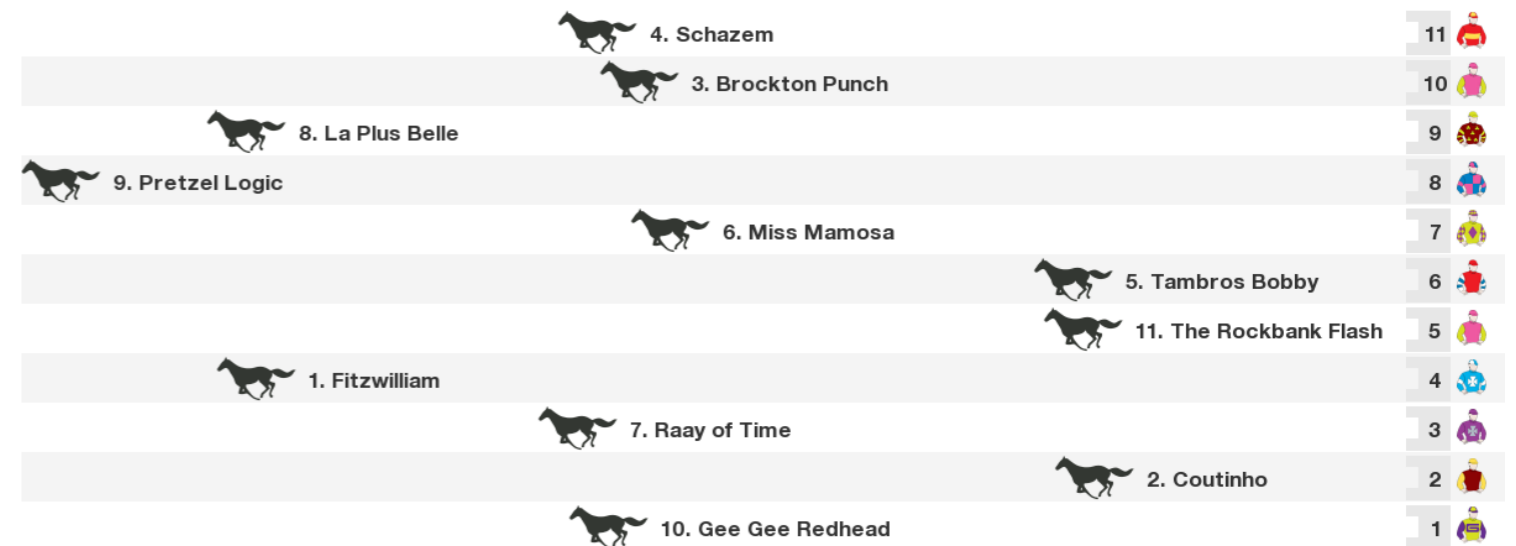 4. Schazem 11
3. Brockton Punch 10
8. La Plus Belle 9
9. Pretzel Logic 8
6. Miss Mamosa 7
5. Tambros Bobby 6
11. The Rockbank Flash 5
1. Fitzwilliam 4
7. Raay of Time 3
2. Coutinho 2
10. Gee Gee Redhead 1